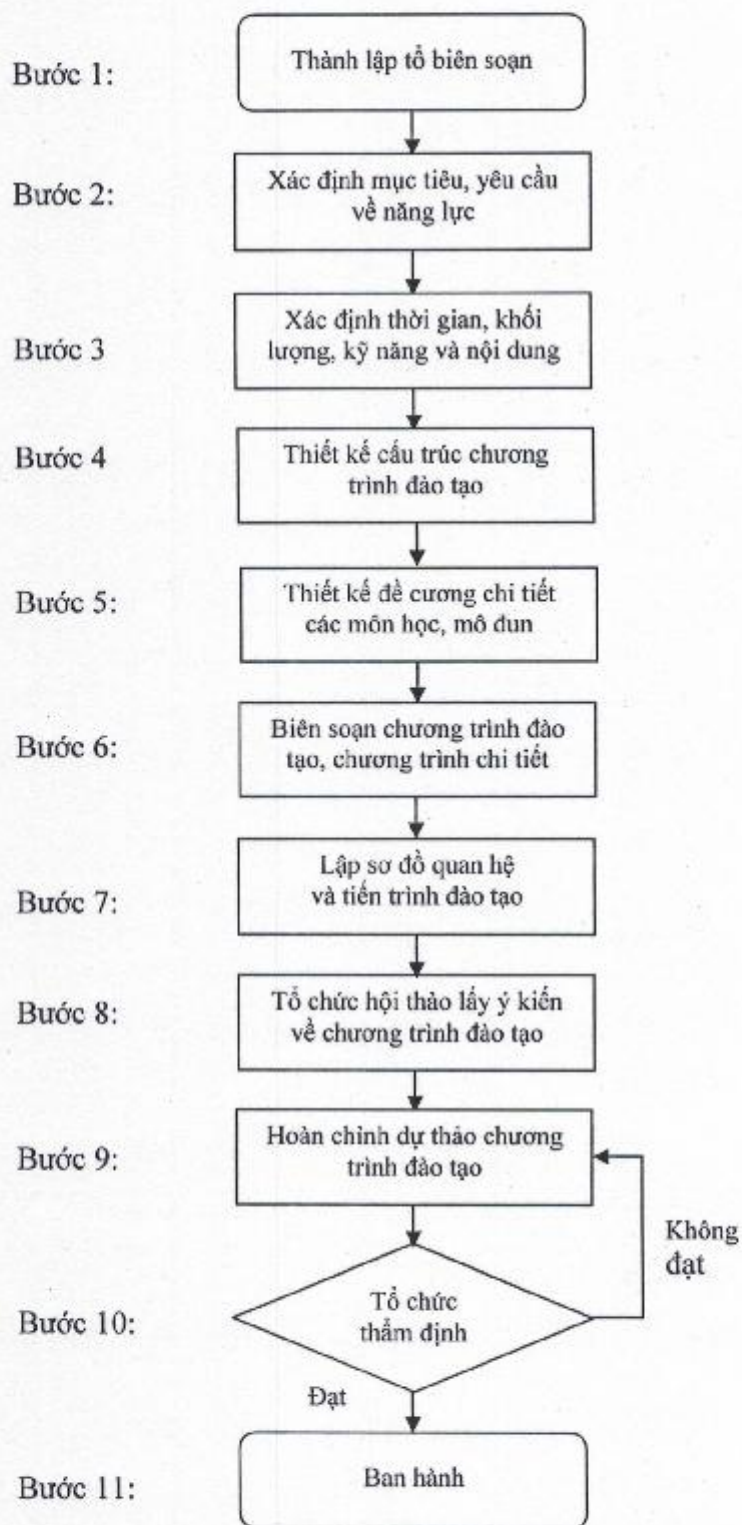 Bước 1:
Thành lập tổ biên soạn
Bước 2:
Xác định mục tiêu, yêu cầu
về năng lực
Bước 3
Xác định thời gian, khối
lượng, kỹ năng và nội dung
Bước 4
Thiết kế cấu trúc chương
trình đào tạo
Bước 5:
Thiết kế đề cương chi tiết
các môn học, mô đun
Bước 6:
Biên soạn chương trình đào
tạo, chương trình chi tiết
Bước 7:
Lập sơ đồ quan hệ
và tiến trình đào tạo
Bước 8:
Tổ chức hội thảo lấy ý kiến
về chương trình đào tạo
Bước 9:
Hoàn chỉnh dự thảo chương
trình đào tạo
Không
đạt
Bước 10:
Tổ chức
thẩm định
Đạt
Bước 11:
Ban hành